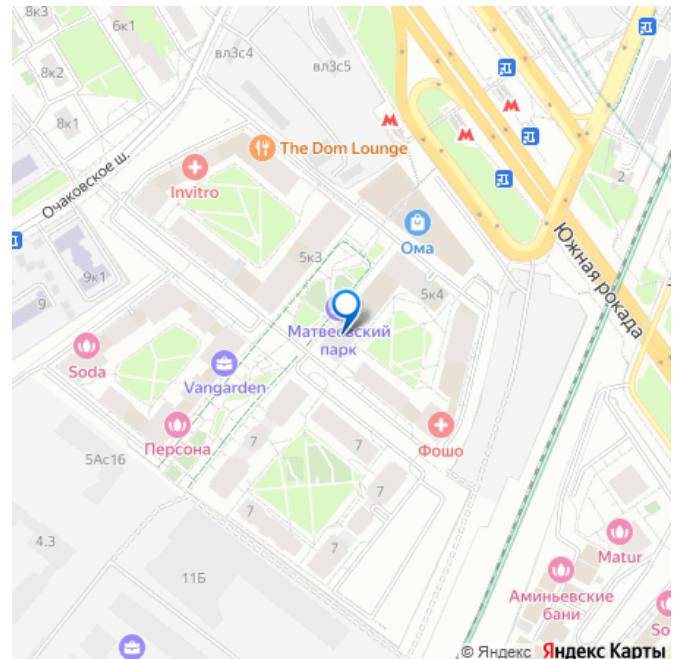 8к3
6к1
8к2
8к1
вл3с4
вл3с5
The Dom Lounge
Invitro
Очаковское ш.
2
Ома
Южная рокада
9к1
9
5к3
5к4
Матвеевский
парк
Soda
Vangarden
Персона
Фошо
7
7
7
7
7
5Ас16
4.3
11Б
Matur
Аминьевские
бани
So
© Яндекс Яндекс Карты